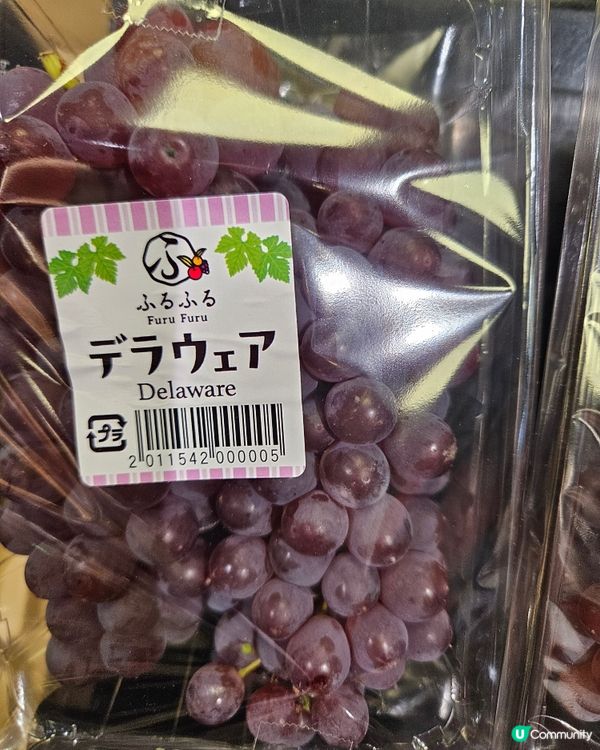 ふ
ふるふる
Furu Furu
デラウェア
Delaware
プラ
2 011542 000005
U Community